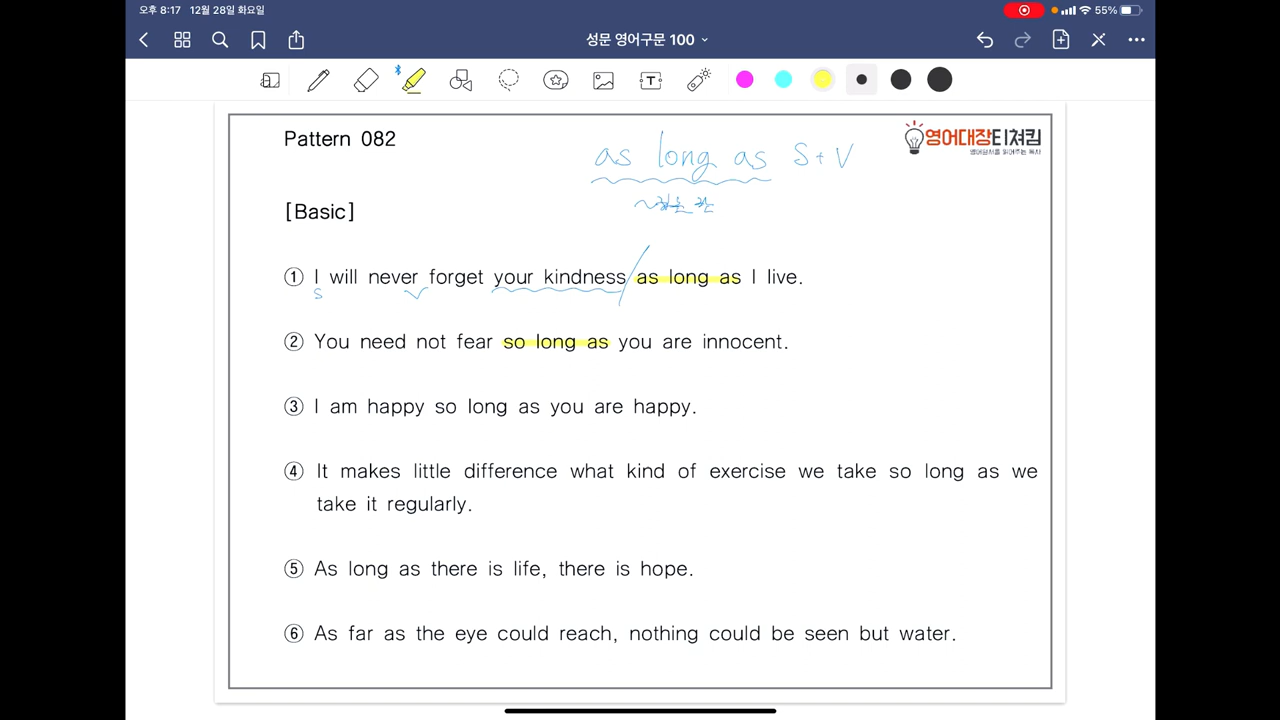 오후 8:17 12월 28일 화요일
55%
성문 영어구문 100
Pattern 082
영어대장티쳐킴
as long as S+V
[Basic]
① I will never forget your kindness as long as I live.
S V
② You need not fear so long as you are innocent.
③ I am happy so long as you are happy.
④ It makes little difference what kind of exercise we take so long as we
take it regularly.
⑤ As long as there is life, there is hope.
⑥ As far as the eye could reach, nothing could be seen but water.